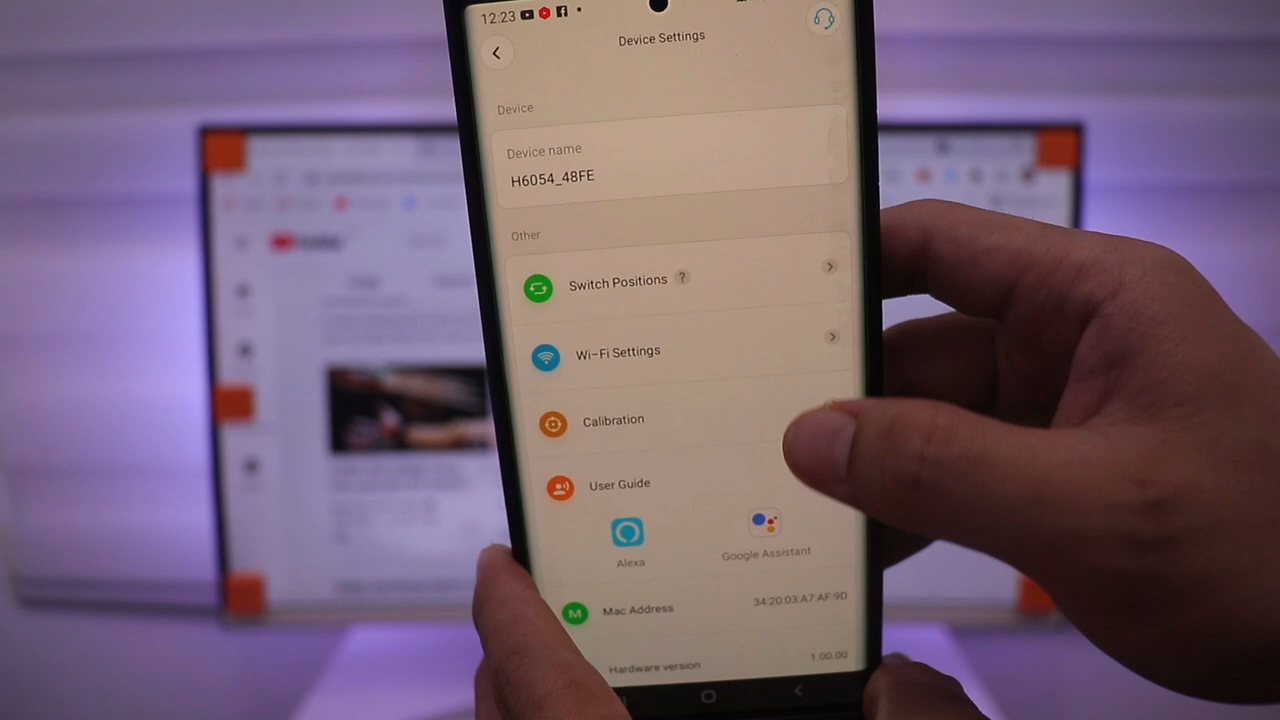 12:23
Device Settings
Device
Device name
H6054_48FE
Other
Switch Positions ?
Wi-Fi Settings
Calibration
User Guide
Alexa
Google Assistant
M Mac Address 34:20:03:A7:AF:9D
Hardware version 1.00.00